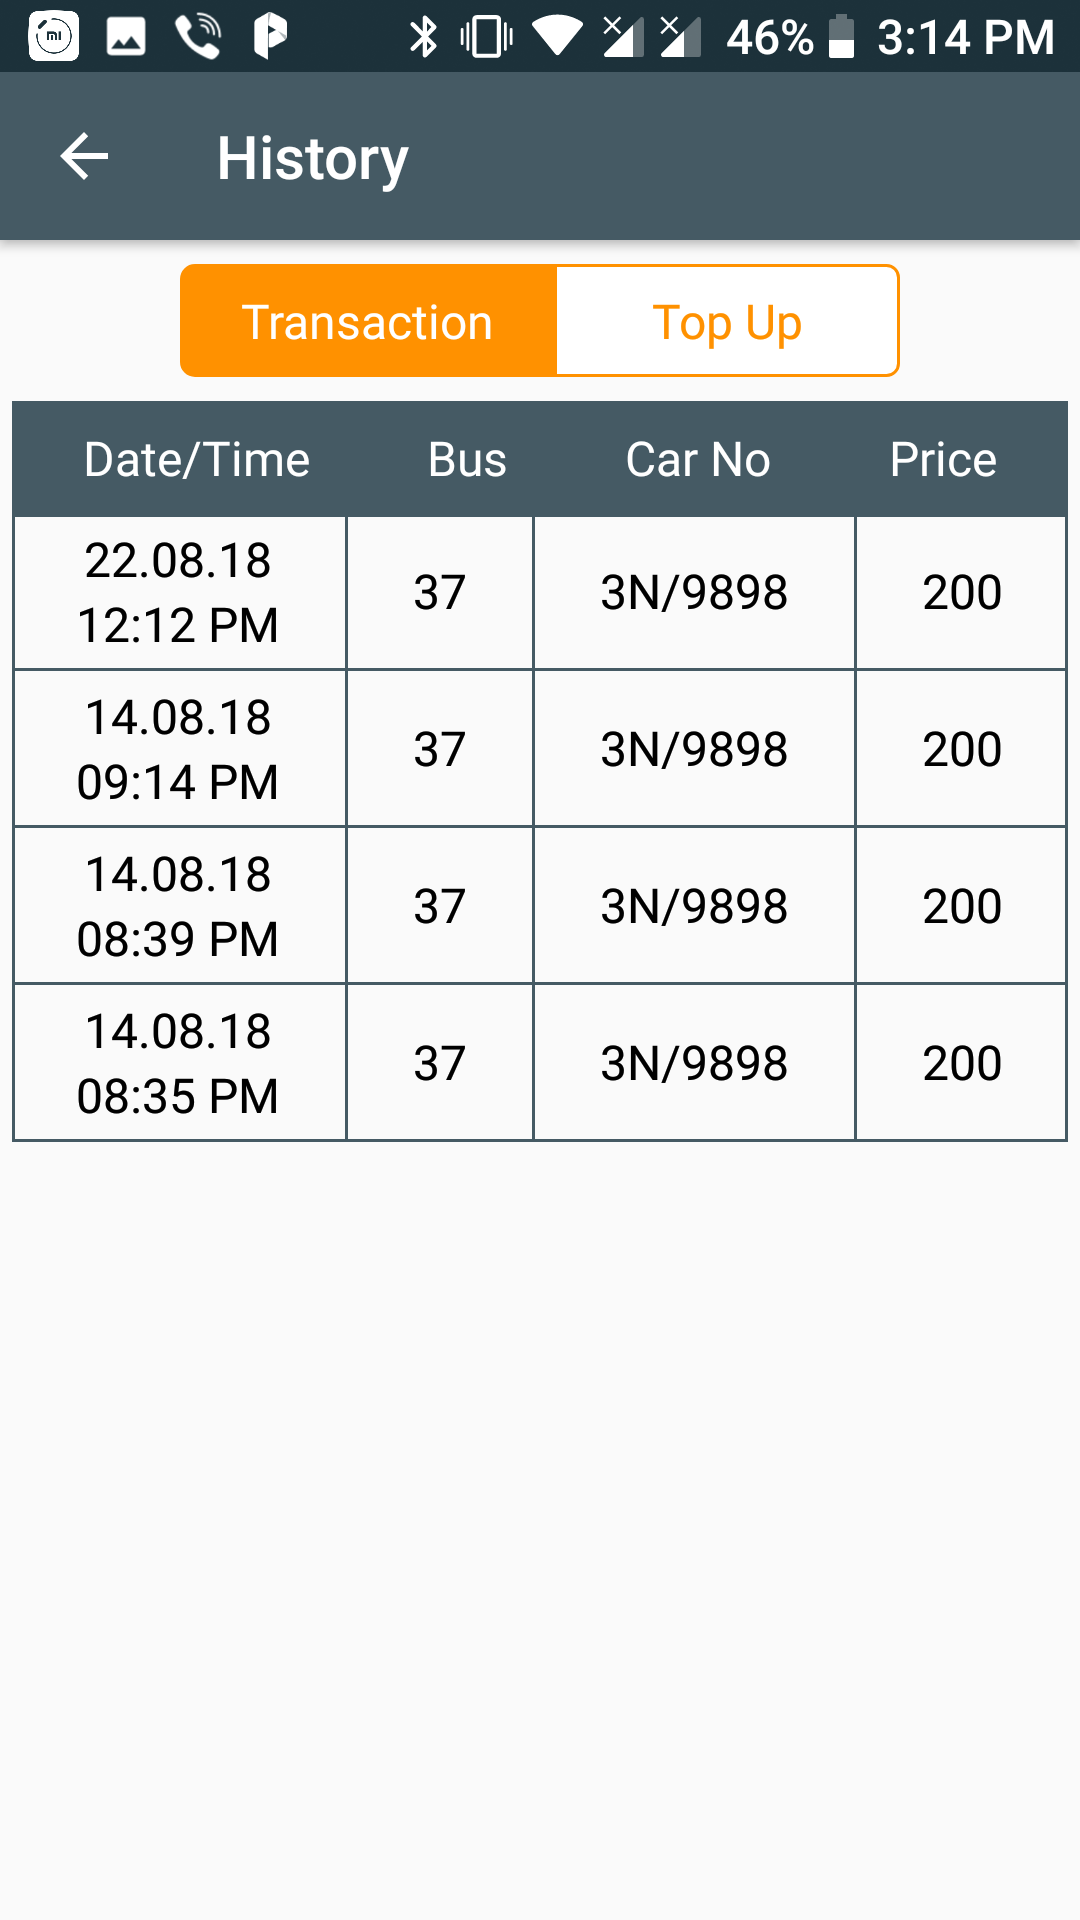 46% 3:14 PM
History
Transaction Top Up
Date/Time Bus Car No Price
22.08.18
12:12 PM 37 3N/9898 200
14.08.18
09:14 PM 37 3N/9898 200
14.08.18
08:39 PM 37 3N/9898 200
14.08.18
08:35 PM 37 3N/9898 200